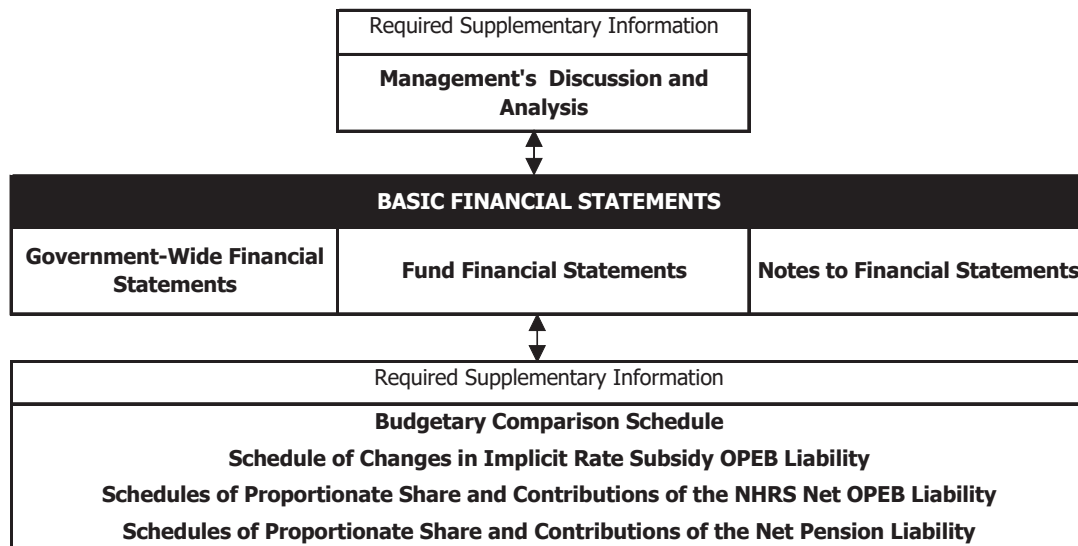 Required Supplementary Information
Management's Discussion and
Analysis
BASIC FINANCIAL STATEMENTS
Government-Wide Financial
Statements
Fund Financial Statements
Notes to Financial Statements
Required Supplementary Information
Budgetary Comparison Schedule
Schedule of Changes in Implicit Rate Subsidy OPEB Liability
Schedules of Proportionate Share and Contributions of the NHRS Net OPEB Liability
Schedules of Proportionate Share and Contributions of the Net Pension Liability